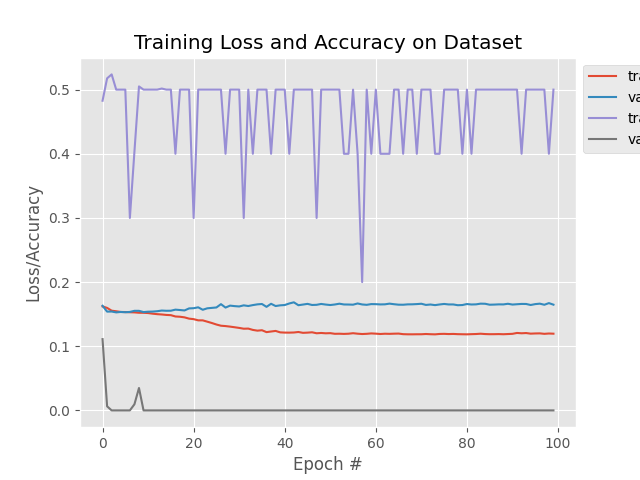 Training Loss and Accuracy on Dataset
Loss/Accuracy
0.5
0.4
0.3
0.2
0.1
0.0
0 20 40 60 80 100
Epoch #
tra
va
tra
va